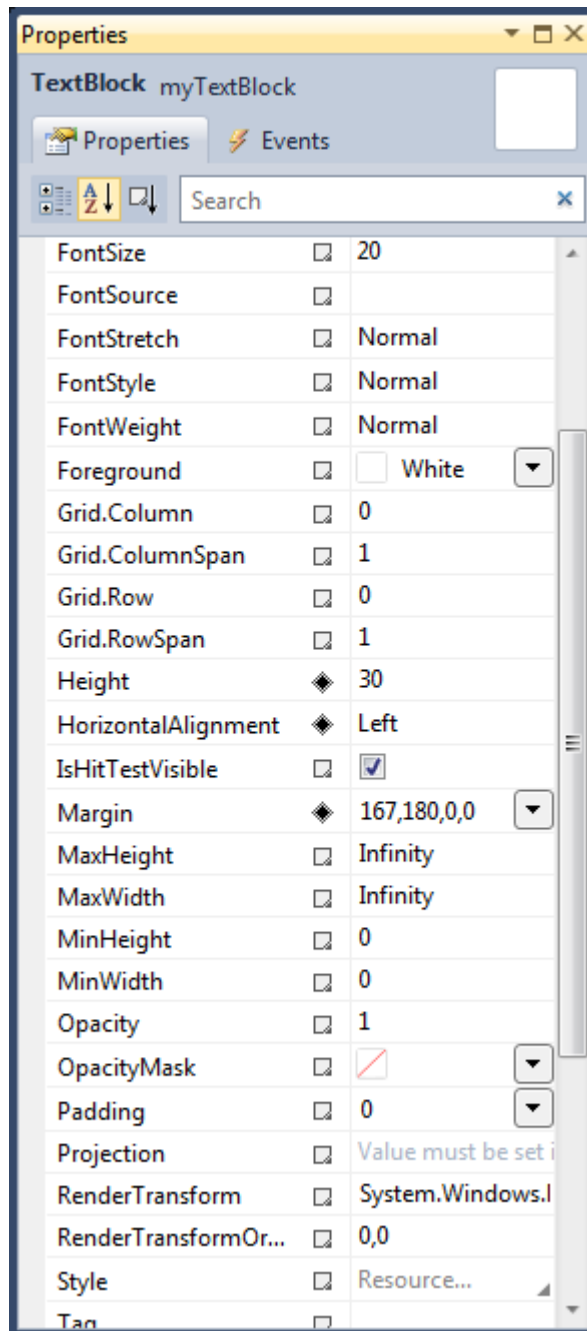 Properties
TextBlock myTextBlock
Properties Events
Search
FontSize 20
FontSource
FontStretch Normal
FontStyle Normal
FontWeight Normal
Foreground White
Grid.Column 0
Grid.ColumnSpan 1
Grid.Row 0
Grid.RowSpan 1
Height 30
HorizontalAlignment Left
IsHitTestVisible
Margin 167,180,0,0
MaxHeight Infinity
MaxWidth Infinity
MinHeight 0
MinWidth 0
Opacity 1
OpacityMask
Padding 0
Projection Value must be set i
RenderTransform System.Windows.
RenderTransformOr... 0,0
Style Resource...
Tag